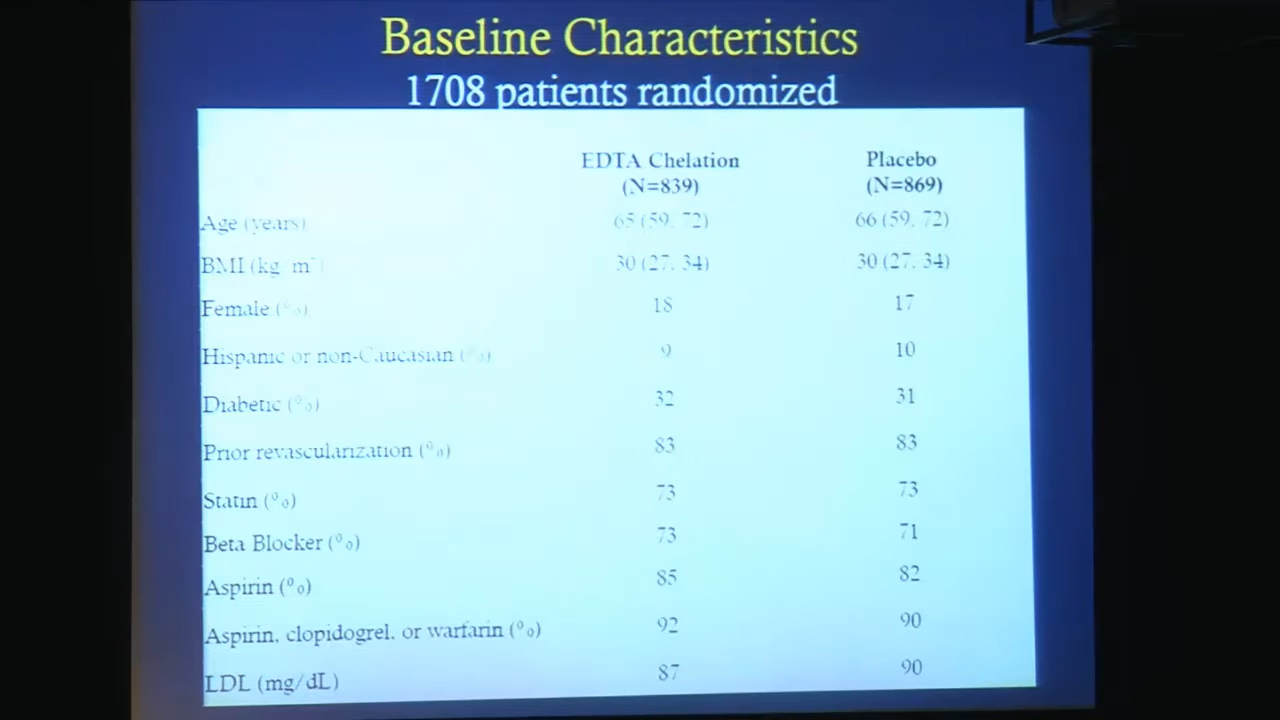 Baseline Characteristics
1708 patients randomized
EDTA Chelation Placebo
(N=839) (N=869)
Age (years) 65 (59, 72) 66 (59, 72)
BMI (kg m²) 30 (27, 34) 30 (27, 34)
Female (%) 18 17
Hispanic or non-Caucasian (%) 9 10
Diabetic (%) 32 31
Prior revascularization (%) 83 83
Statin (%) 73 73
Beta Blocker (%) 73 71
Aspirin (%) 85 82
Aspirin, clopidogrel, or warfarin (%) 92 90
LDL (mg/dL) 87 90